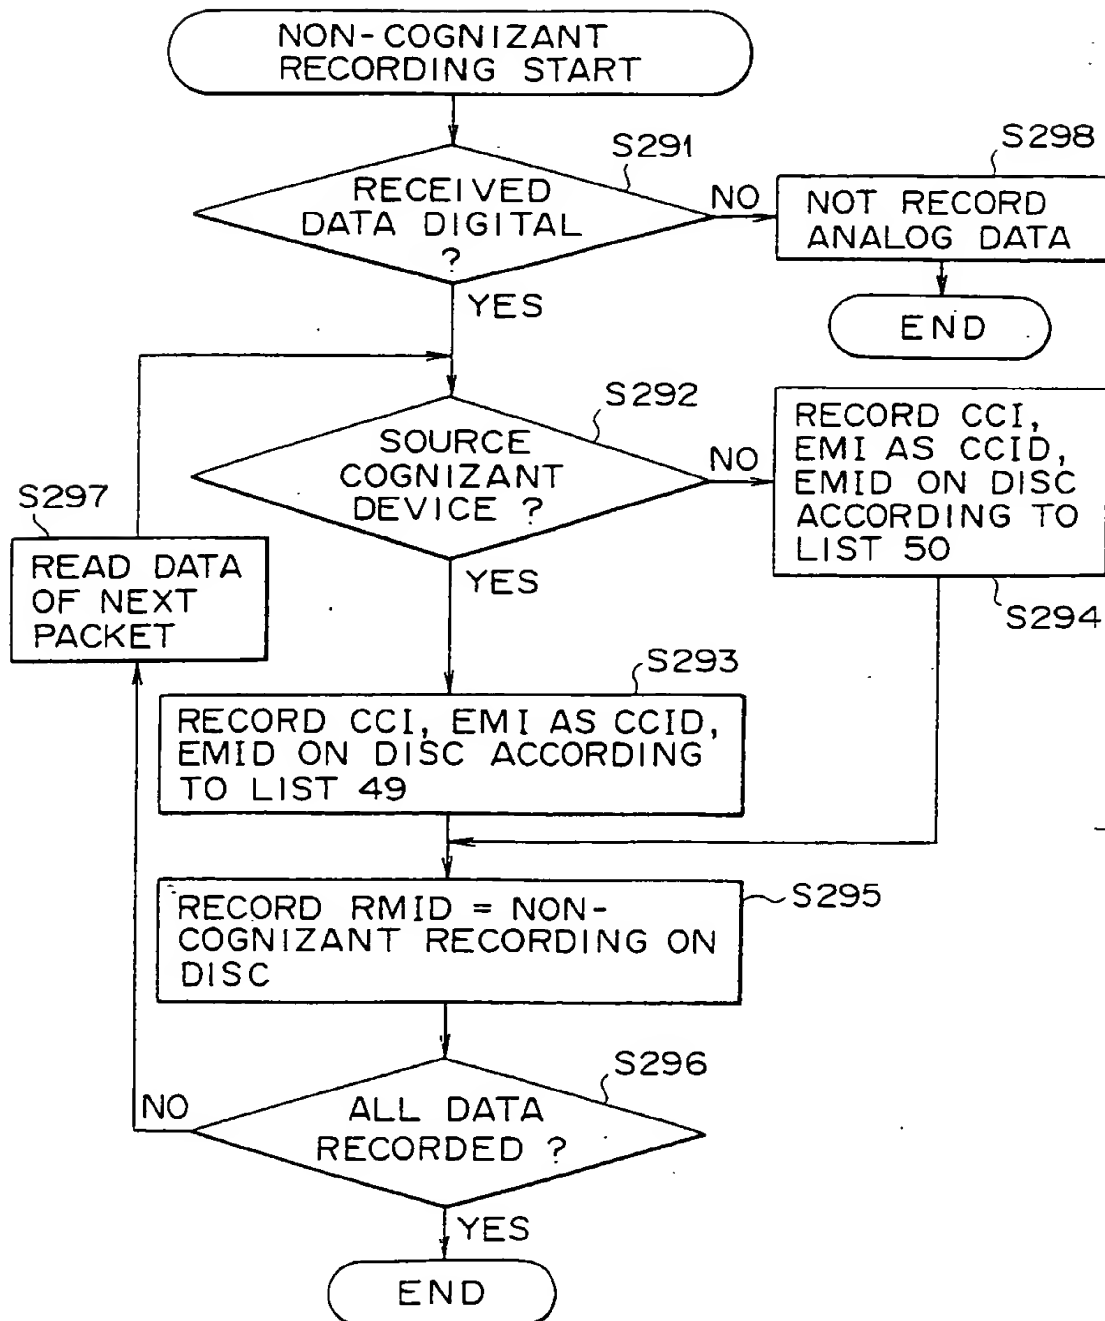 NON-COGNIZANT
RECORDING START
S291
RECEIVED
DATA DIGITAL
?
NO
S298
NOT RECORD
ANALOG DATA
END
YES
S292
SOURCE
COGNIZANT
DEVICE ?
NO
RECORD CCI,
EMI AS CCID,
EMID ON DISC
ACCORDING TO
LIST 50
S294
S297
READ DATA
OF NEXT
PACKET
YES
S293
RECORD CCI, EMI AS CCID,
EMID ON DISC ACCORDING
TO LIST 49
S295
RECORD RMID = NON-
COGNIZANT RECORDING ON
DISC
S296
ALL DATA
RECORDED ?
NO
YES
END